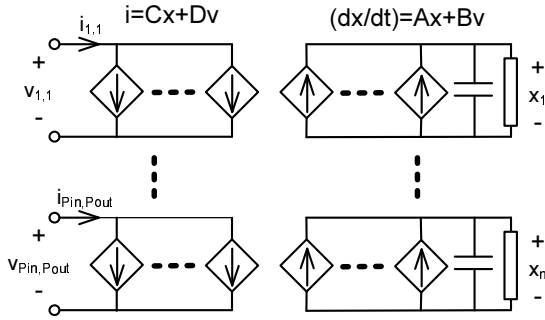 i=Cx+Dv
(dx/dt)=Ax+Bv
i1,1
+
v1,1
-
+
x1
-
iPin,Pout
+
vPin,Pout
-
+
xn
-